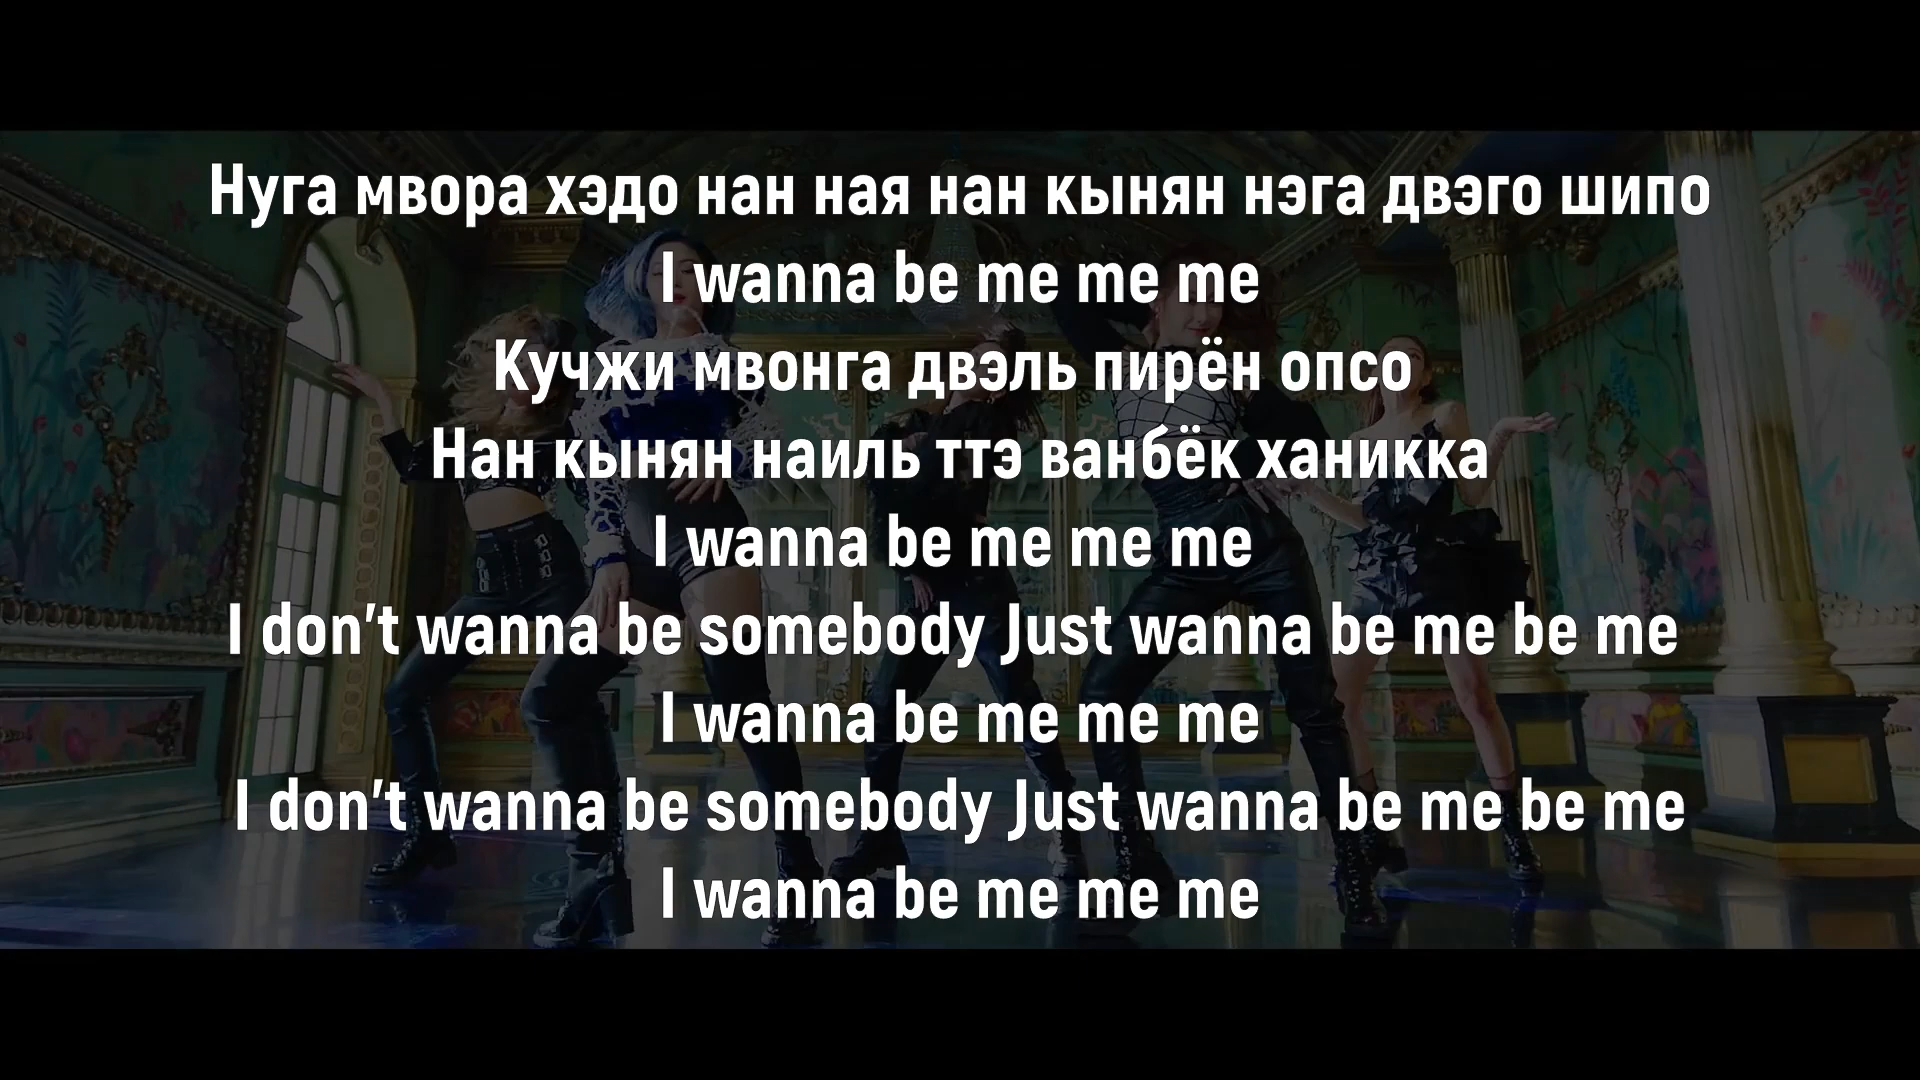 Нуга мвора хэдо нан ная нан кынян нэга двэго шипо
I wanna be me me me
Кучжи мвонга двэль пирён опсо
Нан кынян наиль ттэ ванбёк ханикка
I wanna be me me me
I don't wanna be somebody Just wanna be me be me
I wanna be me me me
I don't wanna be somebody Just wanna be me be me
I wanna be me me me